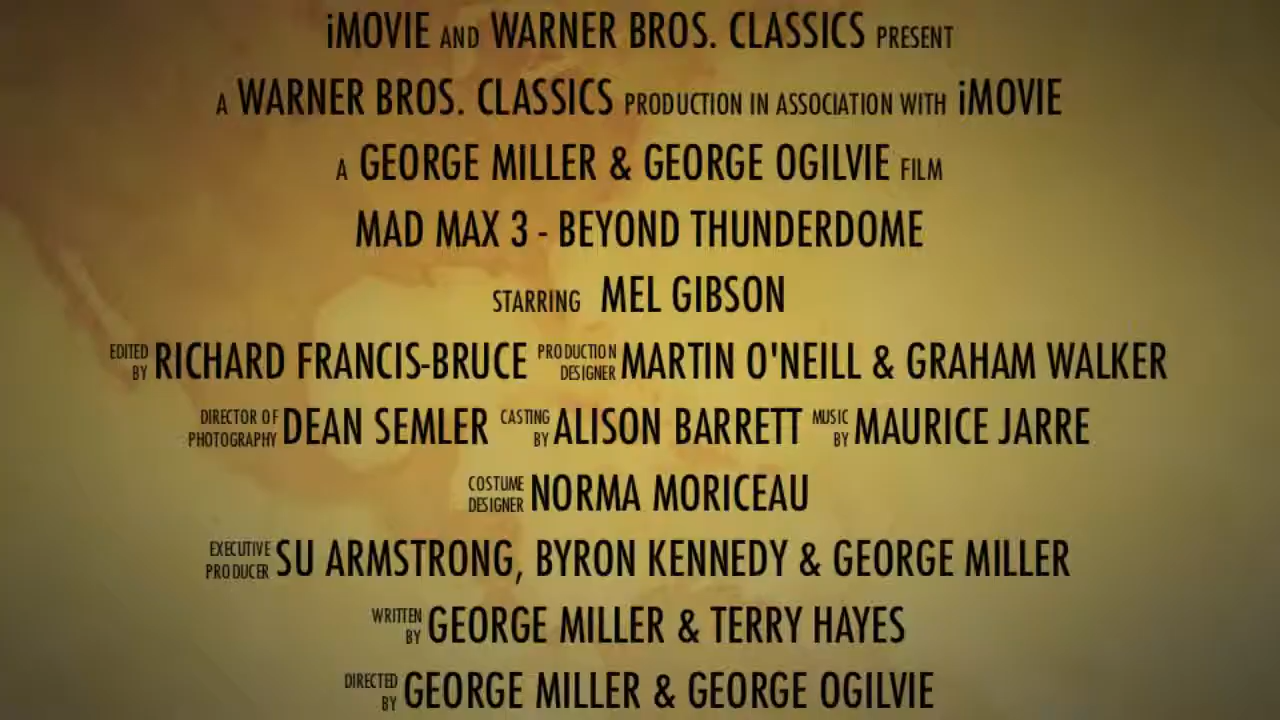 iMOVIE AND WARNER BROS. CLASSICS PRESENT
A WARNER BROS. CLASSICS PRODUCTION IN ASSOCIATION WITH iMOVIE
A GEORGE MILLER & GEORGE OGILVIE FILM
MAD MAX 3 - BEYOND THUNDERDOME
STARRING MEL GIBSON
EDITED BY RICHARD FRANCIS-BRUCE PRODUCTION DESIGNER MARTIN O'NEILL & GRAHAM WALKER
DIRECTOR OF PHOTOGRAPHY DEAN SEMLER CASTING BY ALISON BARRETT MUSIC BY MAURICE JARRE
COSTUME DESIGNER NORMA MORICEAU
EXECUTIVE PRODUCER SU ARMSTRONG, BYRON KENNEDY & GEORGE MILLER
WRITTEN BY GEORGE MILLER & TERRY HAYES
DIRECTED BY GEORGE MILLER & GEORGE OGILVIE